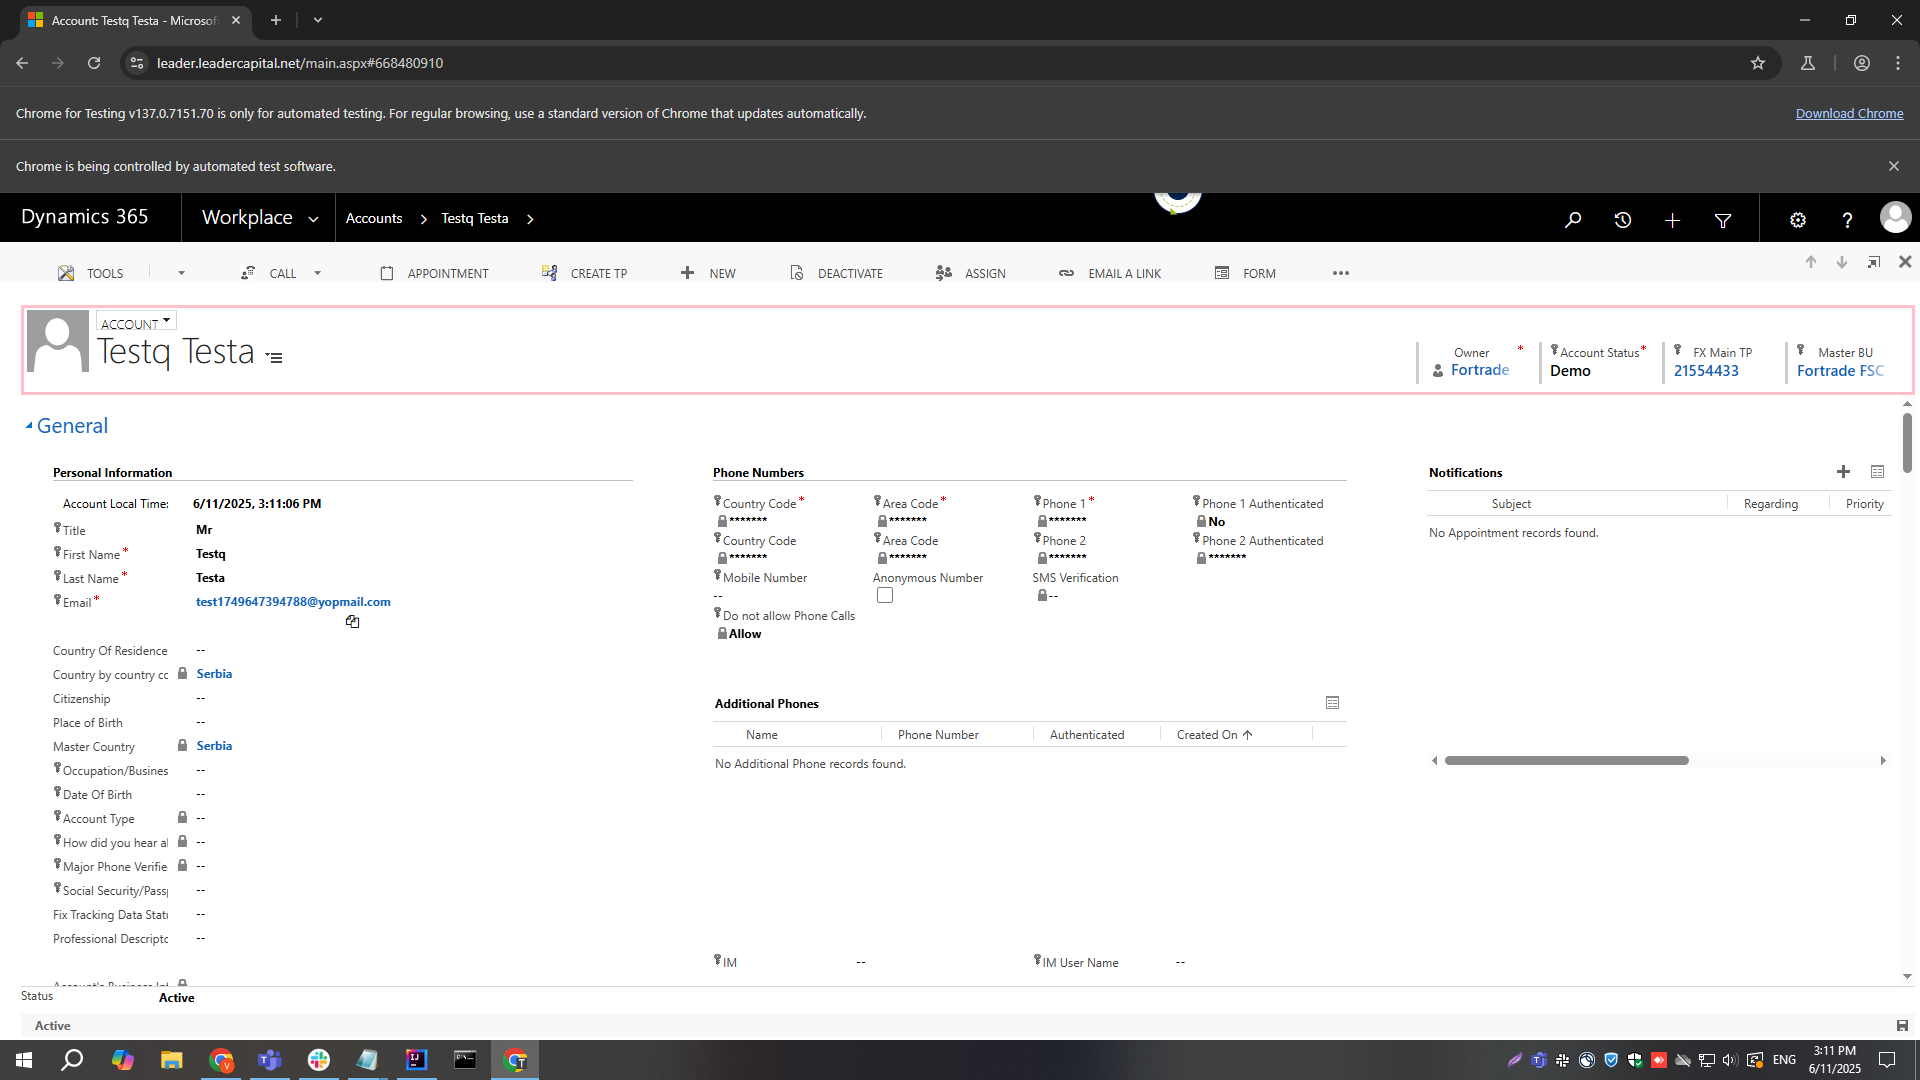 Account: Testq Testa - Microsof
leader.leadercapital.net/main.aspx#668480910
Chrome for Testing v137.0.7151.70 is only for automated testing. For regular browsing, use a standard version of Chrome that updates automatically.
Download Chrome
Chrome is being controlled by automated test software.
Dynamics 365
Workplace
Accounts
Testq Testa
TOOLS
CALL
APPOINTMENT
CREATE TP
NEW
DEACTIVATE
ASSIGN
EMAIL A LINK
FORM
ACCOUNT
Testq Testa
Owner *
Fortrade
Account Status *
Demo
FX Main TP
21554433
Master BU
Fortrade FSC
General
Personal Information
Account Local Time: 6/11/2025, 3:11:06 PM
Title Mr
First Name * Testq
Last Name * Testa
Email * test1749647394788@yopmail.com
Country Of Residence --
Country by country cc Serbia
Citizenship --
Place of Birth --
Master Country Serbia
Occupation/Busines --
Date Of Birth --
Account Type --
How did you hear a --
Major Phone Verifie --
Social Security/Pass --
Fix Tracking Data Stat --
Professional Descripto --
Phone Numbers
Country Code * Area Code * Phone 1 * Phone 1 Authenticated
******* ******* ******* No
Country Code Area Code Phone 2 Phone 2 Authenticated
******* ******* ******* *******
Mobile Number Anonymous Number SMS Verification
-- --
Do not allow Phone Calls
Allow
Additional Phones
Name Phone Number Authenticated Created On
No Additional Phone records found.
IM -- IM User Name --
Notifications
Subject Regarding Priority
No Appointment records found.
Status Active
Active
ENG
3:11 PM
6/11/2025